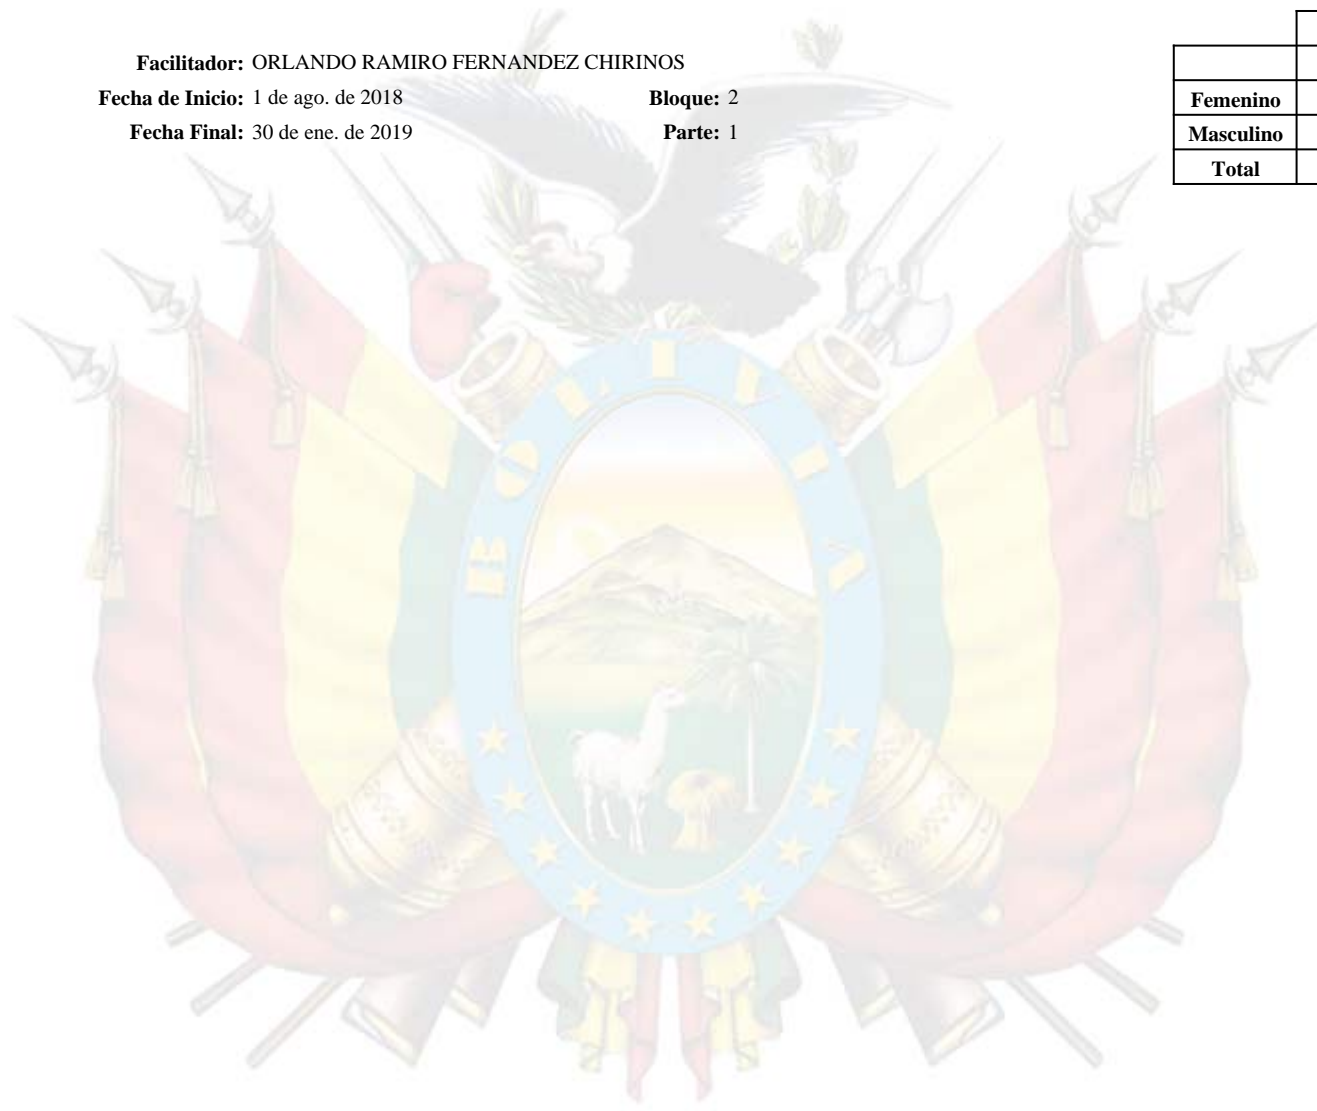 Facilitador: ORLANDO RAMIRO FERNANDEZ CHIRINOS
Fecha de Inicio: 1 de ago. de 2018 Bloque: 2
Fecha Final: 30 de ene. de 2019 Parte: 1
Femenino
Masculino
Total
BOLIVIA